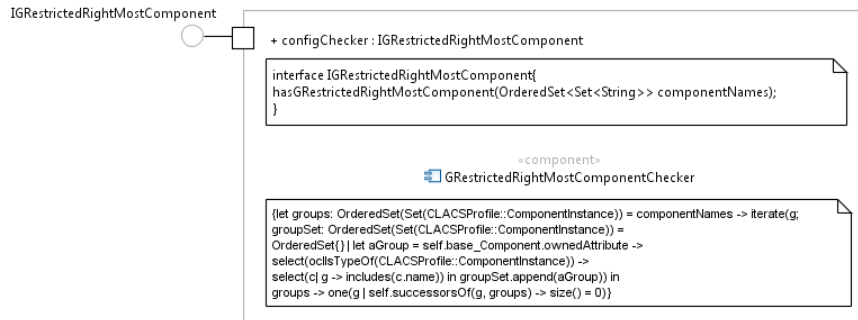 IGRestrictedRightMostComponent
+ configChecker : IGRestrictedRightMostComponent
interface IGRestrictedRightMostComponent{
hasGRestrictedRightMostComponent(OrderedSet<Set<String>> componentNames);
}
«component»
GRestrictedRightMostComponentChecker
{let groups: OrderedSet(Set(CLACSProfile::ComponentInstance)) = componentNames -> iterate(g;
groupSet: OrderedSet(Set(CLACSProfile::ComponentInstance)) =
OrderedSet{} | let aGroup = self.base_Component.ownedAttribute ->
select(oclIsTypeOf(CLACSProfile::ComponentInstance)) ->
select(c| g -> includes(c.name)) in groupSet.append(aGroup)) in
groups -> one(g | self.successorsOf(g, groups) -> size() = 0)}